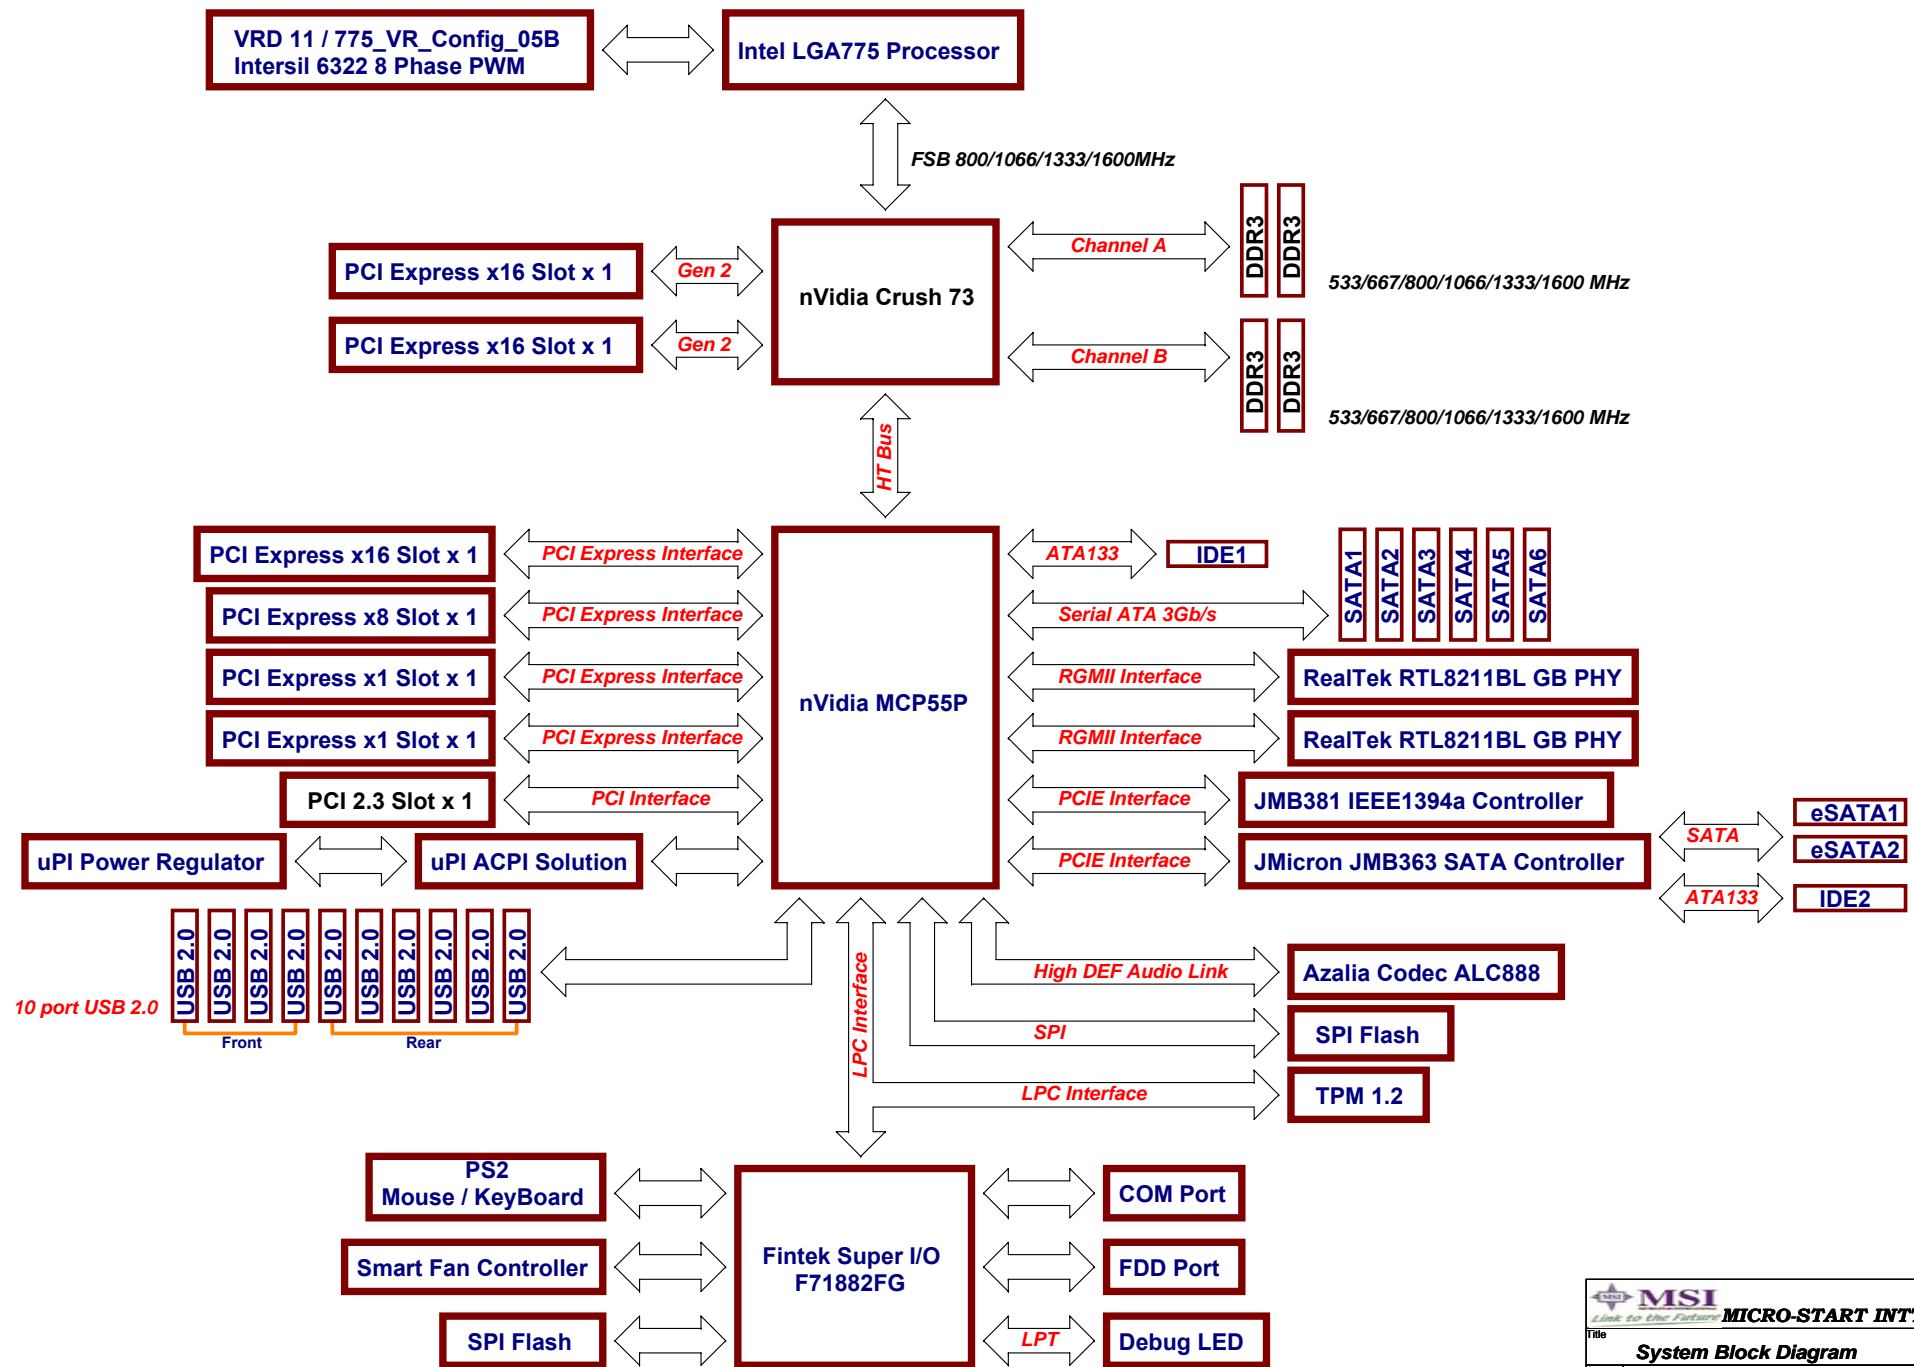 VRD 11 / 775_VR_Config_05B
Intersil 6322 8 Phase PWM
Intel LGA775 Processor
FSB 800/1066/1333/1600MHz
PCI Express x16 Slot x 1
Gen 2
PCI Express x16 Slot x 1
Gen 2
nVidia Crush 73
Channel A
DDR3
DDR3
533/667/800/1066/1333/1600 MHz
Channel B
DDR3
DDR3
533/667/800/1066/1333/1600 MHz
HT Bus
PCI Express x16 Slot x 1
PCI Express Interface
PCI Express x8 Slot x 1
PCI Express Interface
PCI Express x1 Slot x 1
PCI Express Interface
PCI Express x1 Slot x 1
PCI Express Interface
PCI 2.3 Slot x 1
PCI Interface
uPI Power Regulator
uPI ACPI Solution
nVidia MCP55P
ATA133
IDE1
Serial ATA 3Gb/s
SATA1
SATA2
SATA3
SATA4
SATA5
SATA6
RGMII Interface
RealTek RTL8211BL GB PHY
RGMII Interface
RealTek RTL8211BL GB PHY
PCIE Interface
JMB381 IEEE1394a Controller
PCIE Interface
JMicron JMB363 SATA Controller
SATA
eSATA1
eSATA2
ATA133
IDE2
10 port USB 2.0
USB 2.0
USB 2.0
USB 2.0
USB 2.0
USB 2.0
USB 2.0
USB 2.0
USB 2.0
USB 2.0
USB 2.0
Front
Rear
LPC Interface
High DEF Audio Link
Azalia Codec ALC888
SPI
SPI Flash
LPC Interface
TPM 1.2
PS2
Mouse / KeyBoard
Smart Fan Controller
SPI Flash
Fintek Super I/O
F71882FG
COM Port
FDD Port
LPT
Debug LED
MSI
MSI
Link to the Future
MICRO-START INT'
Title
System Block Diagram